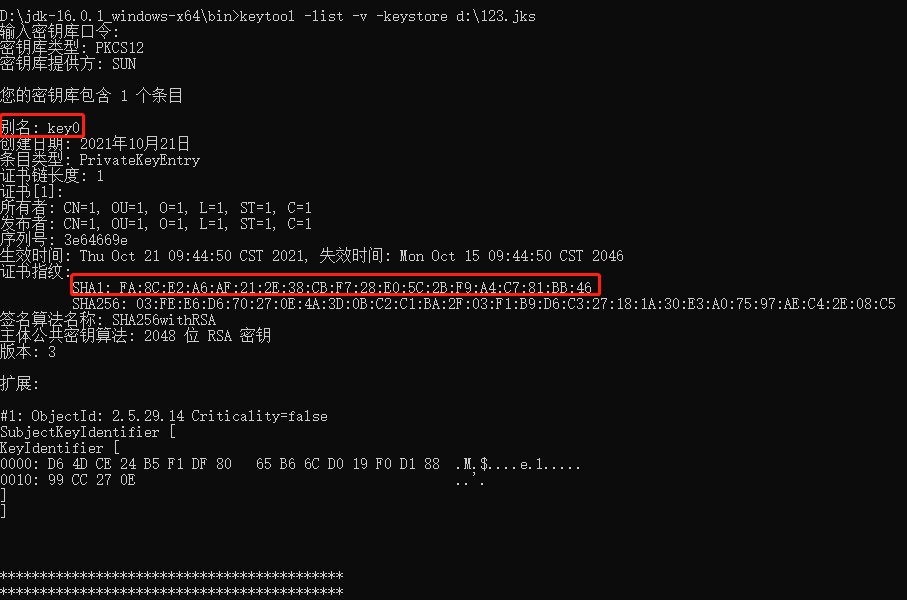 D:\jdk-16.0.1_windows-x64\bin>keytool -list -v -keystore d:\123.jks
输入密钥库口令:
密钥库类型: PKCS12
密钥库提供方: SUN
您的密钥库包含 1 个条目
别名: key0
创建日期: 2021年10月21日
条目类型: PrivateKeyEntry
证书链长度: 1
证书[1]:
所有者: CN=1, OU=1, O=1, L=1, ST=1, C=1
发布者: CN=1, OU=1, O=1, L=1, ST=1, C=1
序列号: 3e64669e
生效时间: Thu Oct 21 09:44:50 CST 2021, 失效时间: Mon Oct 15 09:44:50 CST 2046
证书指纹:
SHA1: FA:8C:E2:A6:AF:21:2E:38:CB:F7:28:E0:5C:2B:F9:A4:C7:81:BB:46
SHA256: 03:FE:E6:D6:70:27:0E:4A:3D:0B:C2:C1:BA:2F:03:F1:B9:D6:C3:27:18:1A:30:E3:A0:75:97:AE:C4:2E:08:C5
签名算法名称: SHA256withRSA
主体公共密钥算法: 2048 位 RSA 密钥
版本: 3
扩展:
#1: ObjectId: 2.5.29.14 Criticality=false
SubjectKeyIdentifier [
KeyIdentifier [
0000: D6 4D CE 24 B5 F1 DF 80   65 B6 6C D0 19 F0 D1 88  .M.$....e.l.....
0010: 99 CC 27 0E                                        ..'.
]
]
*******************************************
*******************************************